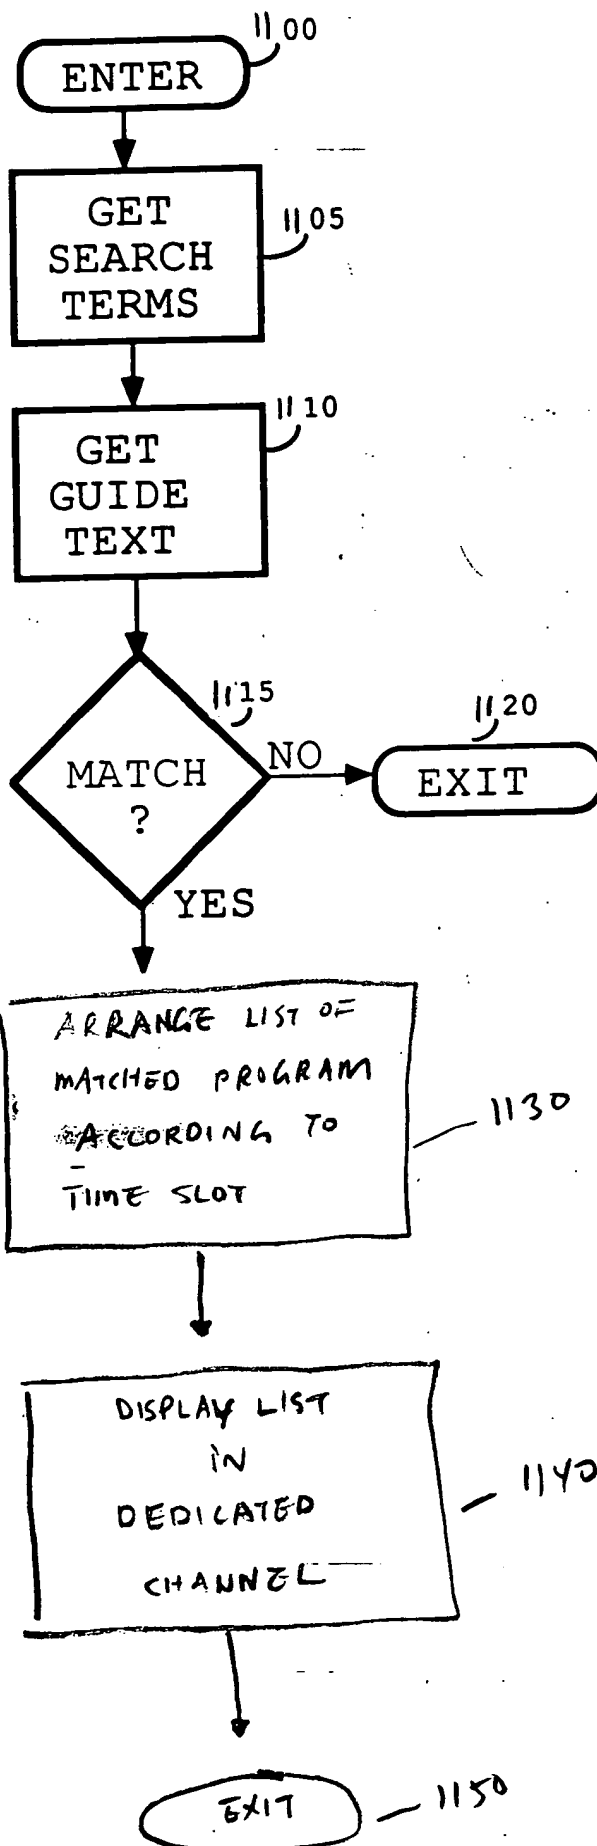 1100
ENTER
GET
SEARCH
TERMS
1105
1110
GET
GUIDE
TEXT
1115
MATCH
?
NO
1120
EXIT
YES
ARRANGE LIST OF
MATCHED PROGRAM
ACCORDING TO
TIME SLOT
1130
DISPLAY LIST
IN
DEDICATED
CHANNEL
1140
EXIT
1150